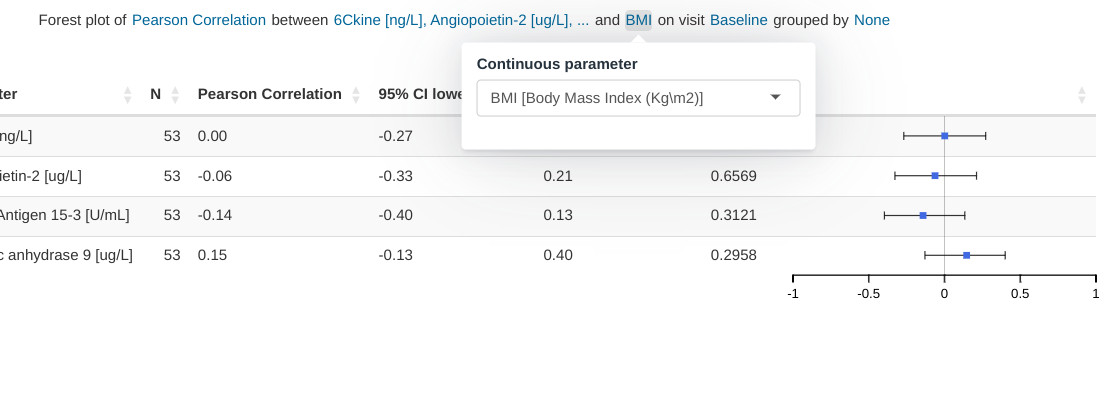 Forest plot of Pearson Correlation between 6Ckine [ng/L], Angiopoietin-2 [ug/L], ... and BMI on visit Baseline grouped by None
Continuous parameter
BMI [Body Mass Index (Kg\m2)]
ter N Pearson Correlation 95% CI lowe
ng/L] 53 0.00 -0.27
ietin-2 [ug/L] 53 -0.06 -0.33 0.21 0.6569
Antigen 15-3 [U/mL] 53 -0.14 -0.40 0.13 0.3121
c anhydrase 9 [ug/L] 53 0.15 -0.13 0.40 0.2958
-1 -0.5 0 0.5 1